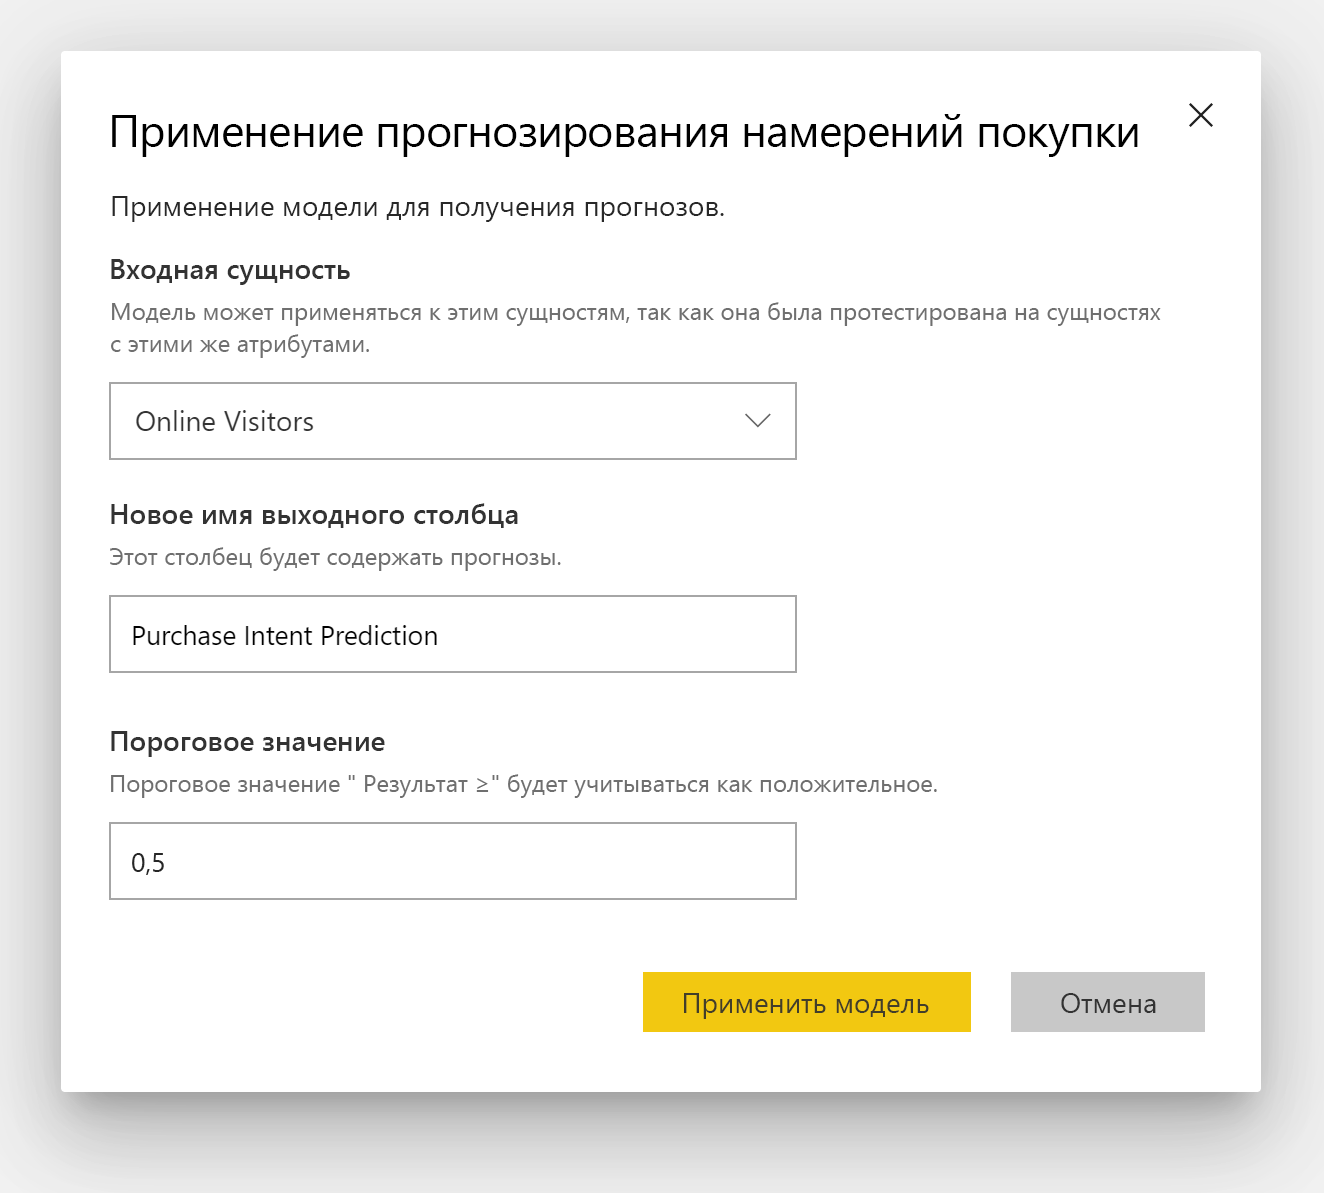 Применение прогнозирования намерений покупки
Применение модели для получения прогнозов.
Входная сущность
Модель может применяться к этим сущностям, так как она была протестирована на сущностях
с этими же атрибутами.
Online Visitors
Новое имя выходного столбца
Этот столбец будет содержать прогнозы.
Purchase Intent Prediction
Пороговое значение
Пороговое значение " Результат ≥" будет учитываться как положительное.
0,5
Применить модель
Отмена